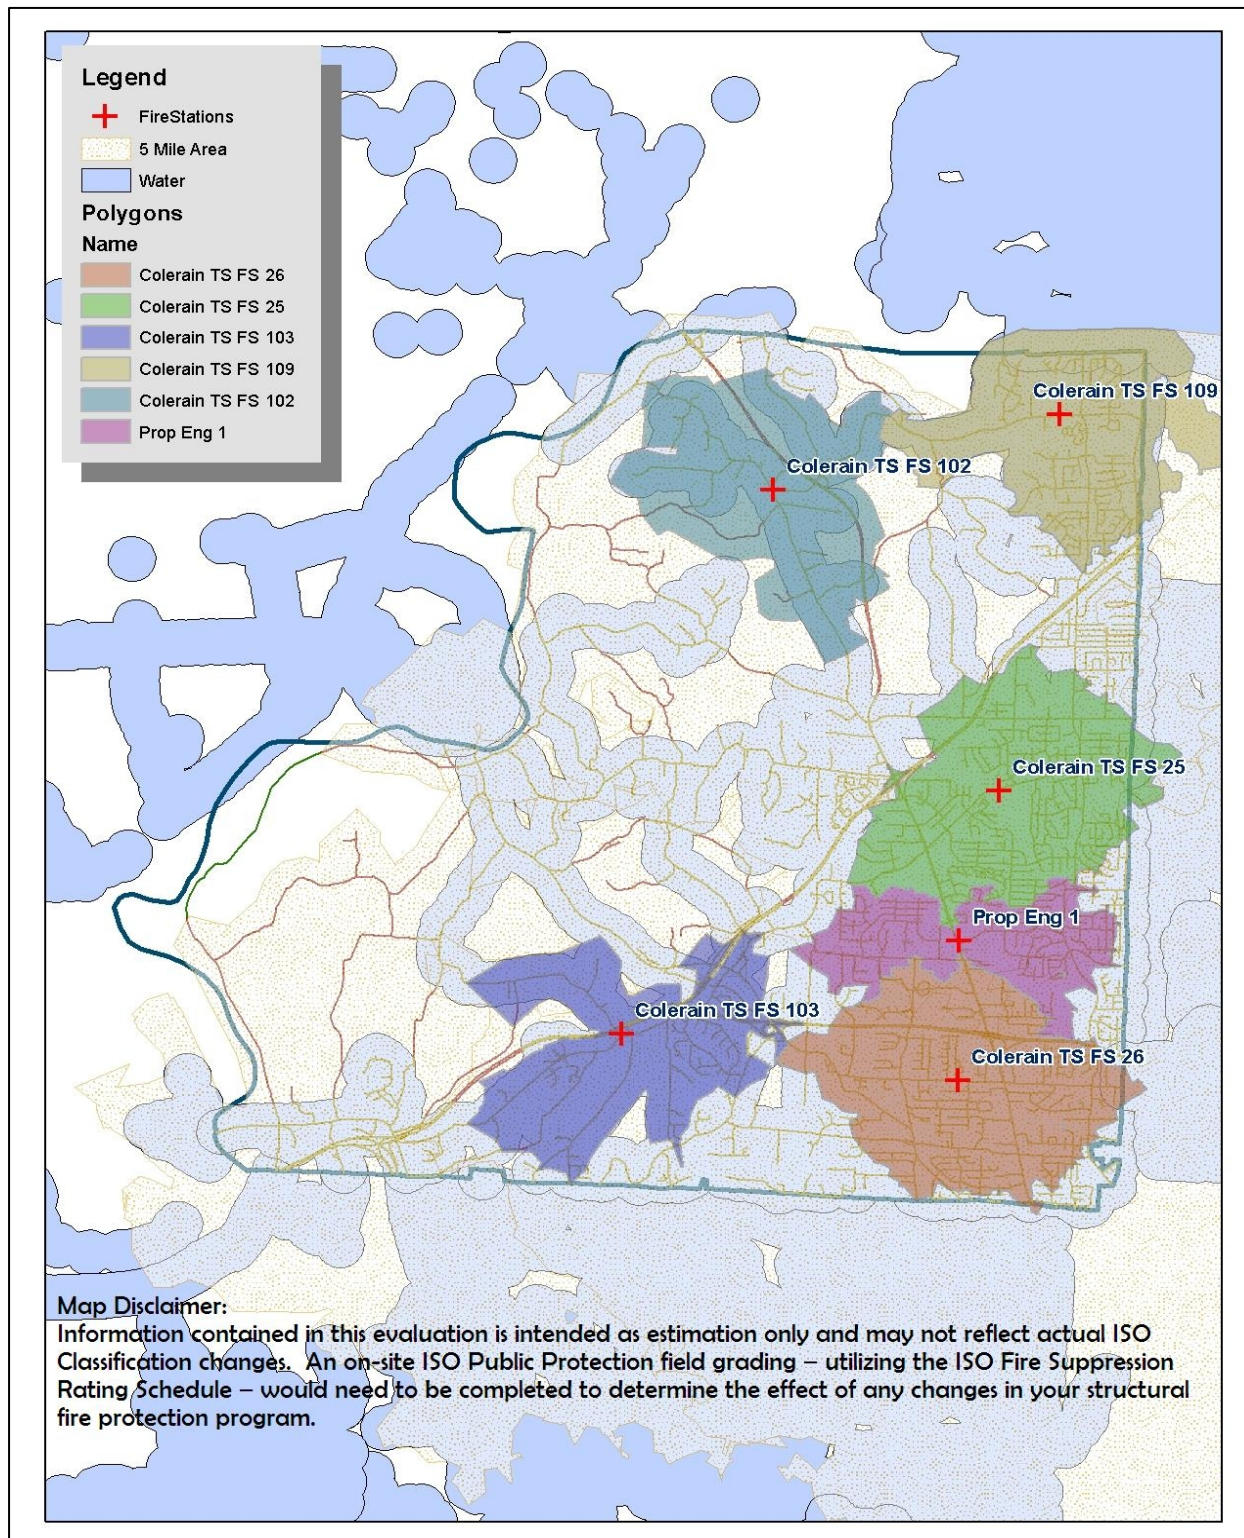 Legend
FireStations
5 Mile Area
Water
Polygons
Name
Colerain TS FS 26
Colerain TS FS 25
Colerain TS FS 103
Colerain TS FS 109
Colerain TS FS 102
Prop Eng 1
Colerain TS FS 109
Colerain TS FS 102
Colerain TS FS 25
Prop Eng 1
Colerain TS FS 103
Colerain TS FS 26
Map Disclaimer:
Information contained in this evaluation is intended as estimation only and may not reflect actual ISO
Classification changes.  An on-site ISO Public Protection field grading – utilizing the ISO Fire Suppression
Rating Schedule – would need to be completed to determine the effect of any changes in your structural
fire protection program.